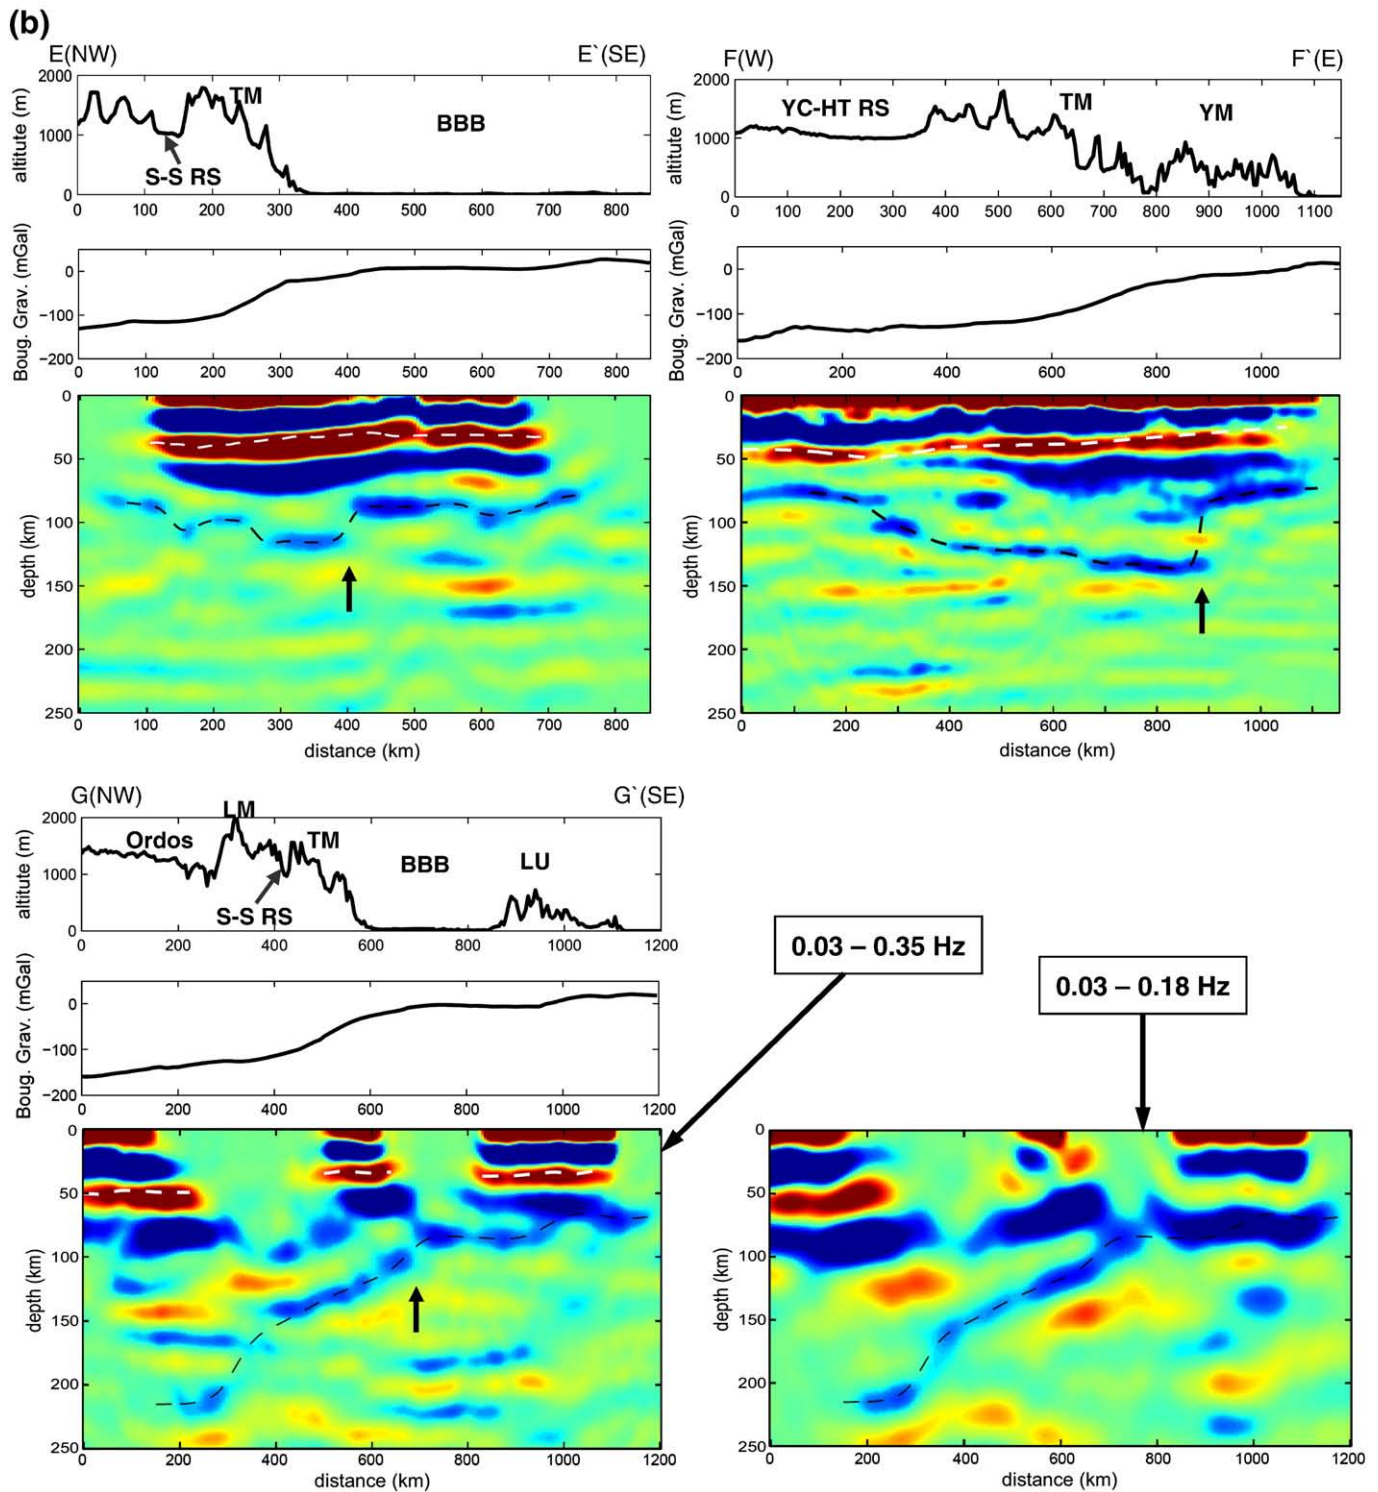 (b)
E(NW) E`(SE)
altitute (m)
2000
1000
0
TM
S-S RS
BBB
0 100 200 300 400 500 600 700 800
Boug. Grav. (mGal)
0
−100
−200
0 100 200 300 400 500 600 700 800
depth (km)
0
50
100
150
200
250
0 100 200 300 400 500 600 700 800
distance (km)
F(W) F`(E)
altitute (m)
2000
1000
0
YC-HT RS
TM
YM
0 100 200 300 400 500 600 700 800 900 1000 1100
Boug. Grav. (mGal)
0
−100
−200
0 200 400 600 800 1000
depth (km)
0
50
100
150
200
250
0 200 400 600 800 1000
distance (km)
G(NW) G`(SE)
altitute (m)
2000
1000
0
LM
Ordos
TM
S-S RS
BBB
LU
0 200 400 600 800 1000 1200
Boug. Grav. (mGal)
0
−100
−200
0 200 400 600 800 1000 1200
0.03 – 0.35 Hz
0.03 – 0.18 Hz
depth (km)
0
50
100
150
200
250
0 200 400 600 800 1000 1200
distance (km)
depth (km)
0
50
100
150
200
250
0 200 400 600 800 1000 1200
distance (km)